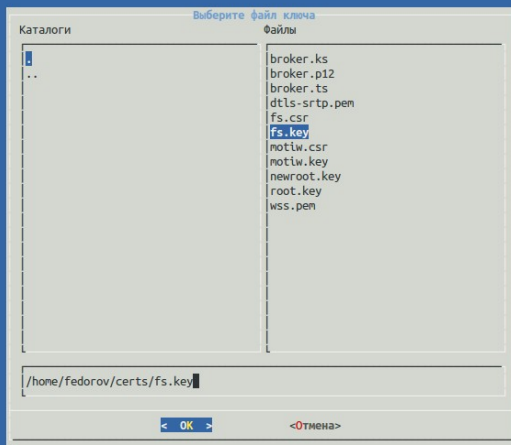 Выберите файл ключа
Каталоги
.
..
Файлы
broker.ks
broker.p12
broker.ts
dtls-srtp.pem
fs.csr
fs.key
motiw.csr
motiw.key
newroot.key
root.key
wss.pem
/home/fedorov/certs/fs.key
< OK >
<Отмена>